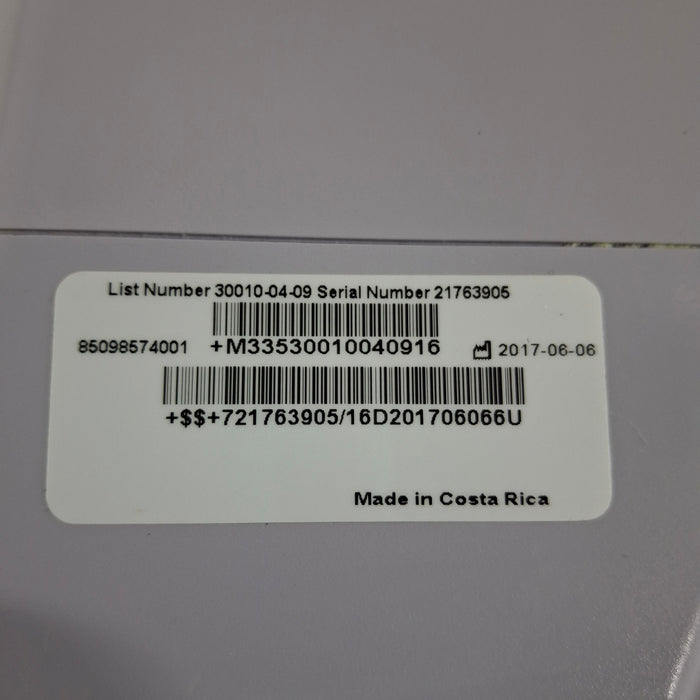 List Number 30010-04-09 Serial Number 21763905
85098574001 +M33530010040916 2017-06-06
+$$+721763905/16D201706066U
Made in Costa Rica